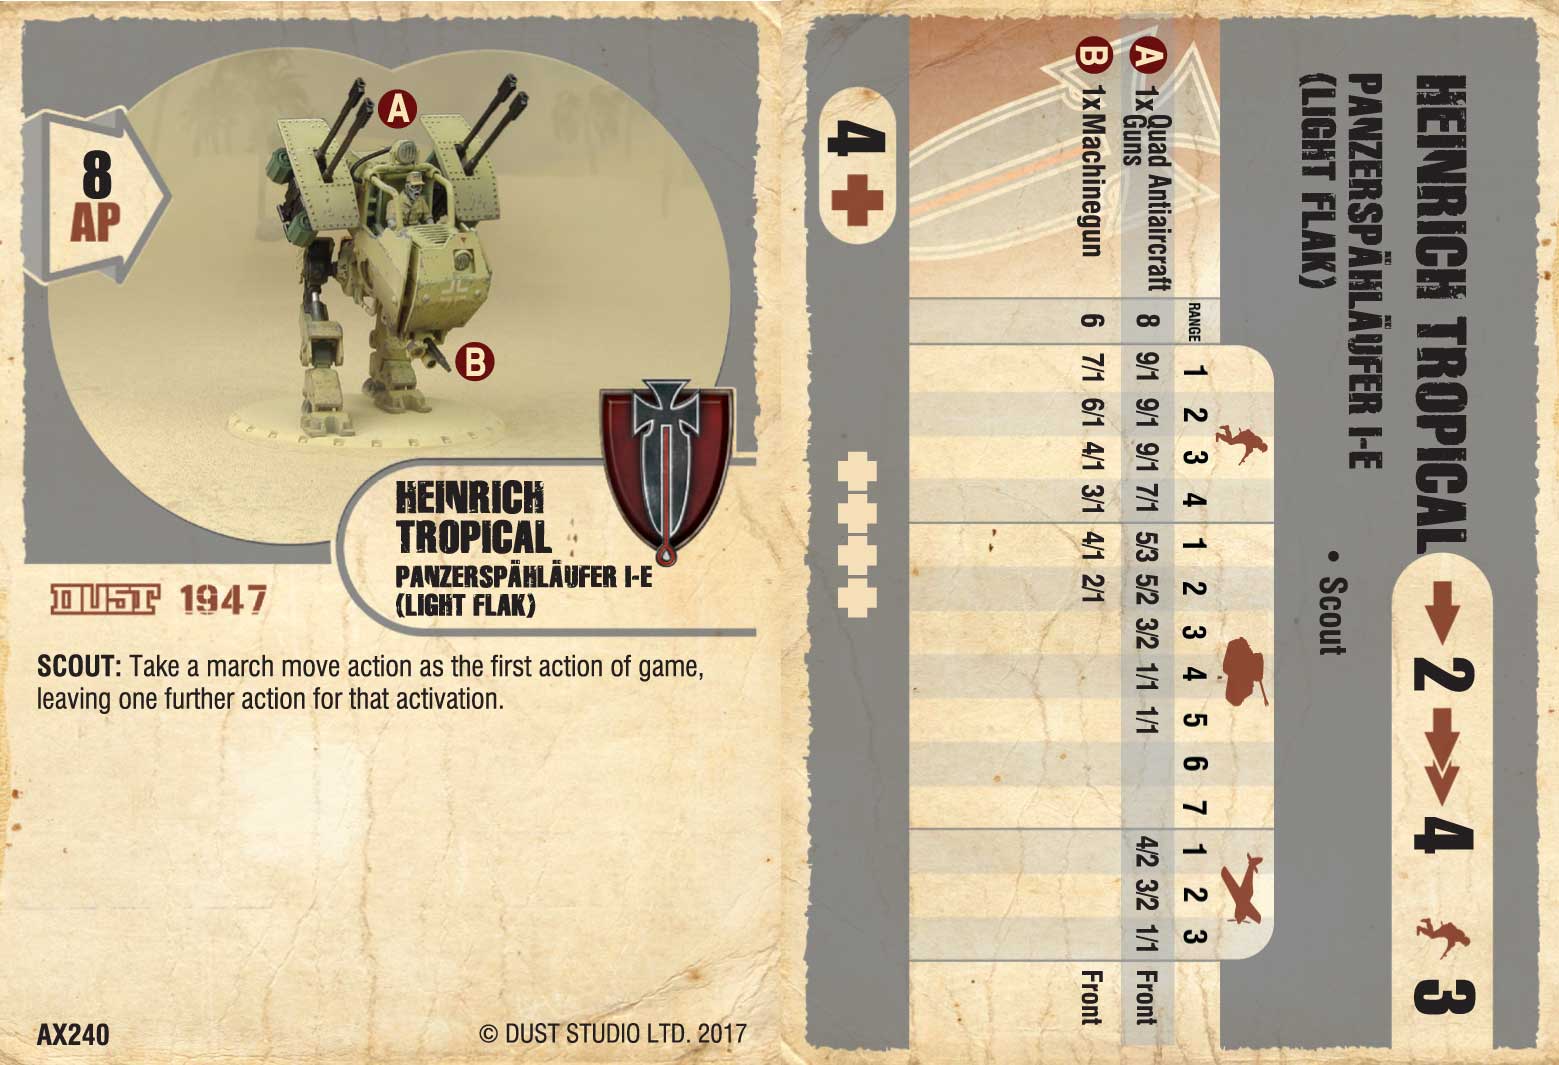 8
AP
A
B
HEINRICH
TROPICAL
PANZERSPÄHLÄUFER I-E
(LIGHT FLAK)
DUST 1947
SCOUT: Take a march move action as the first action of game,
leaving one further action for that activation.
AX240
© DUST STUDIO LTD. 2017
HEINRICH TROPICAL 2 4 3
PANZERSPÄHLÄUFER I-E
(LIGHT FLAK)
• Scout
RANGE 1 2 3 4 1 2 3 4 5 6 7 1 2 3
A 1x Quad Antiaircraft
Guns
8 9/1 9/1 9/1 7/1 5/3 5/2 3/2 1/1 1/1 4/2 3/2 1/1 Front
B 1x Machinegun 6 7/1 6/1 4/1 3/1 4/1 2/1 Front
4